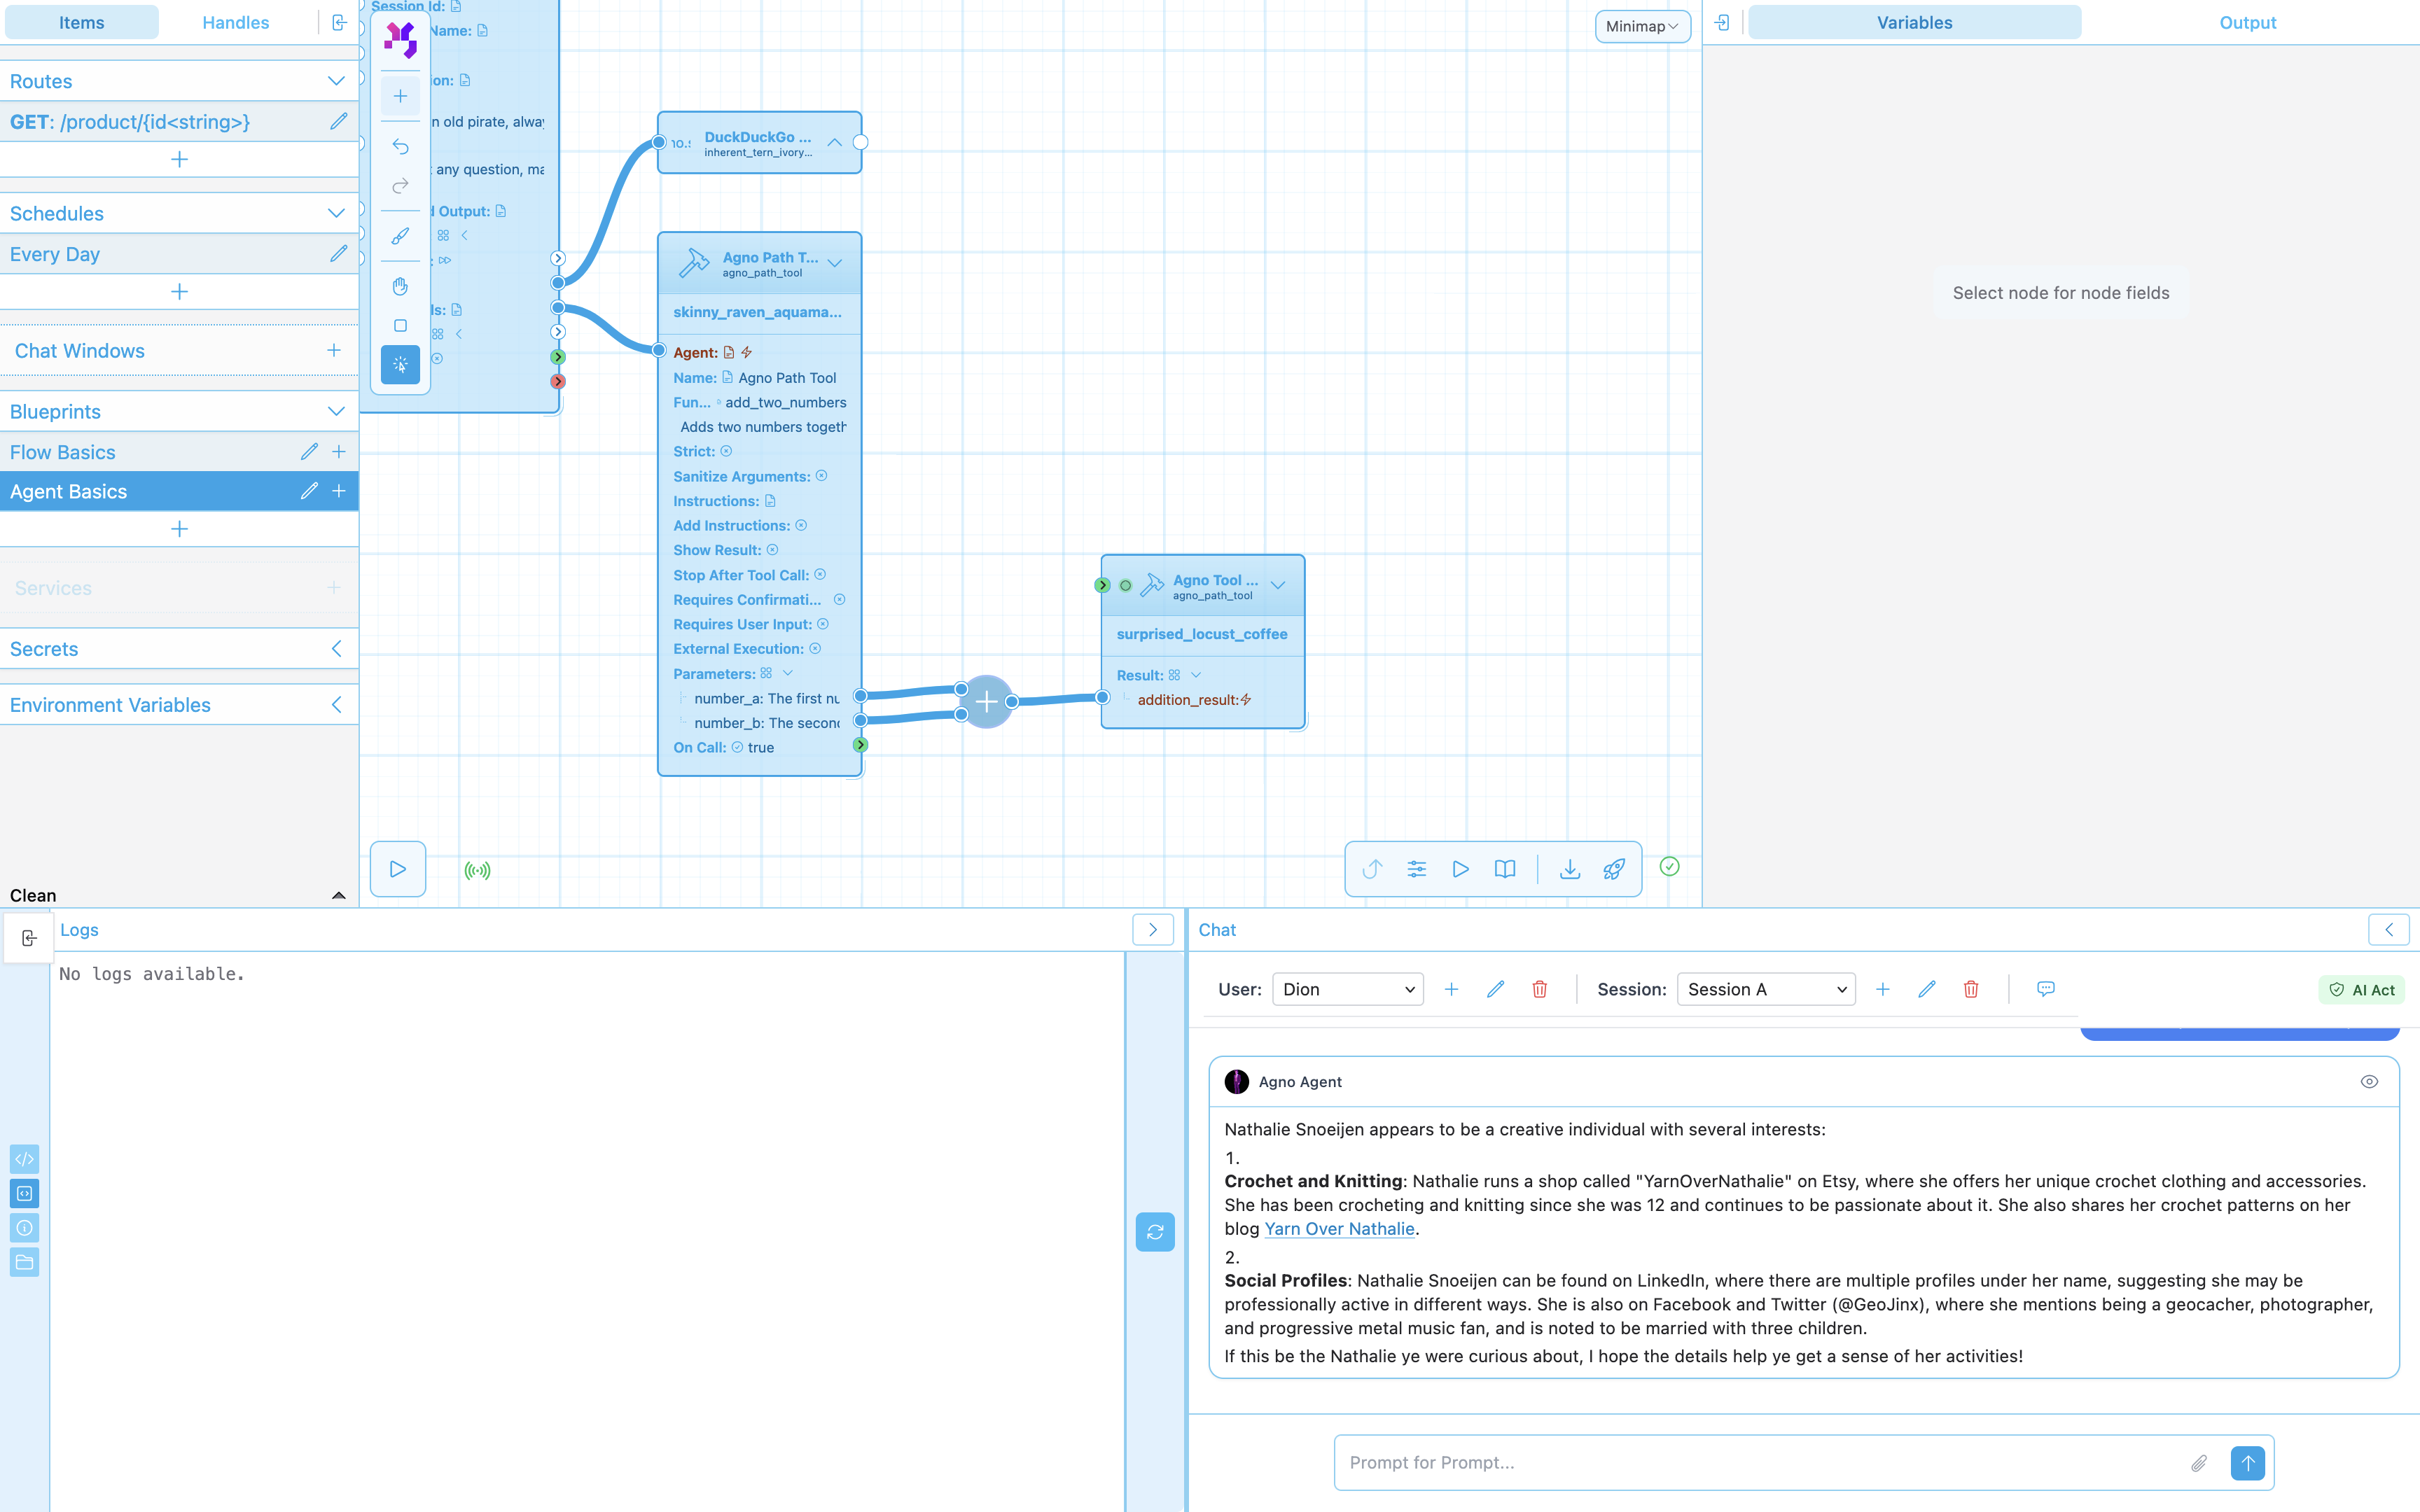 Items
Handles
Routes
GET: /product/{id<string>}
Schedules
Every Day
Chat Windows
Blueprints
Flow Basics
Agent Basics
Services
Secrets
Environment Variables
Clean
Session Id:
Name:
n old pirate, alway
any question, ma
Output:
Minimap
DuckDuckGo ...
inherent_tern_ivory...
Agno Path T...
agno_path_tool
skinny_raven_aquama...
Agent:
Name: Agno Path Tool
Fun... add_two_numbers
Adds two numbers togeth
Strict:
Sanitize Arguments:
Instructions:
Add Instructions:
Show Result:
Stop After Tool Call:
Requires Confirmati...
Requires User Input:
External Execution:
Parameters:
number_a: The first nu
number_b: The second
On Call: true
Agno Tool ...
agno_path_tool
surprised_locust_coffee
Result:
addition_result:
Variables
Output
Select node for node fields
Logs
No logs available.
Chat
User: Dion
Session: Session A
AI Act
Agno Agent
Nathalie Snoeijen appears to be a creative individual with several interests:
1.
Crochet and Knitting: Nathalie runs a shop called "YarnOverNathalie" on Etsy, where she offers her unique crochet clothing and accessories.
She has been crocheting and knitting since she was 12 and continues to be passionate about it. She also shares her crochet patterns on her
blog Yarn Over Nathalie.
2.
Social Profiles: Nathalie Snoeijen can be found on LinkedIn, where there are multiple profiles under her name, suggesting she may be
professionally active in different ways. She is also on Facebook and Twitter (@GeoJinx), where she mentions being a geocacher, photographer,
and progressive metal music fan, and is noted to be married with three children.
If this be the Nathalie ye were curious about, I hope the details help ye get a sense of her activities!
Prompt for Prompt...